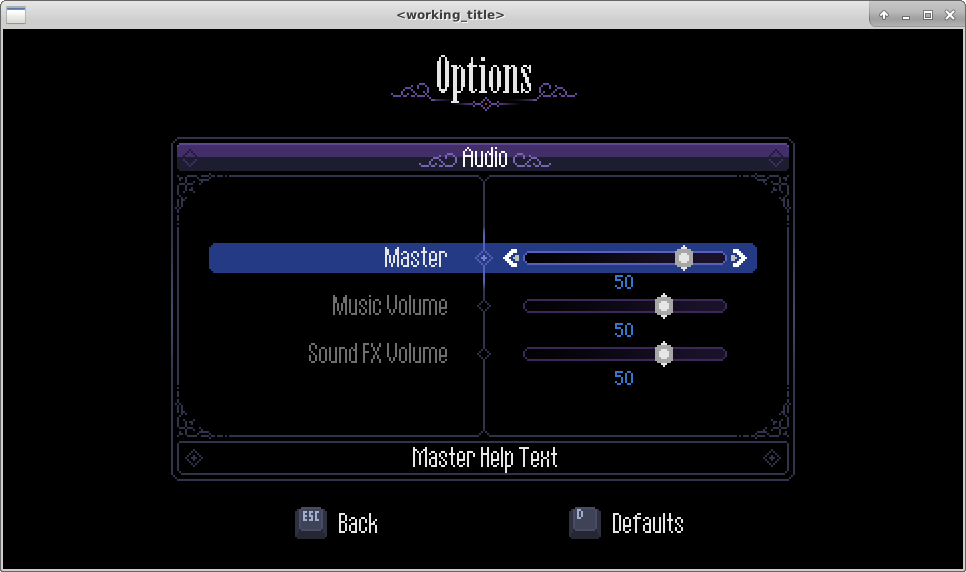 <working_title>
Options
Audio
Master
50
Music Volume
50
Sound FX Volume
50
Master Help Text
ESC Back
D Defaults